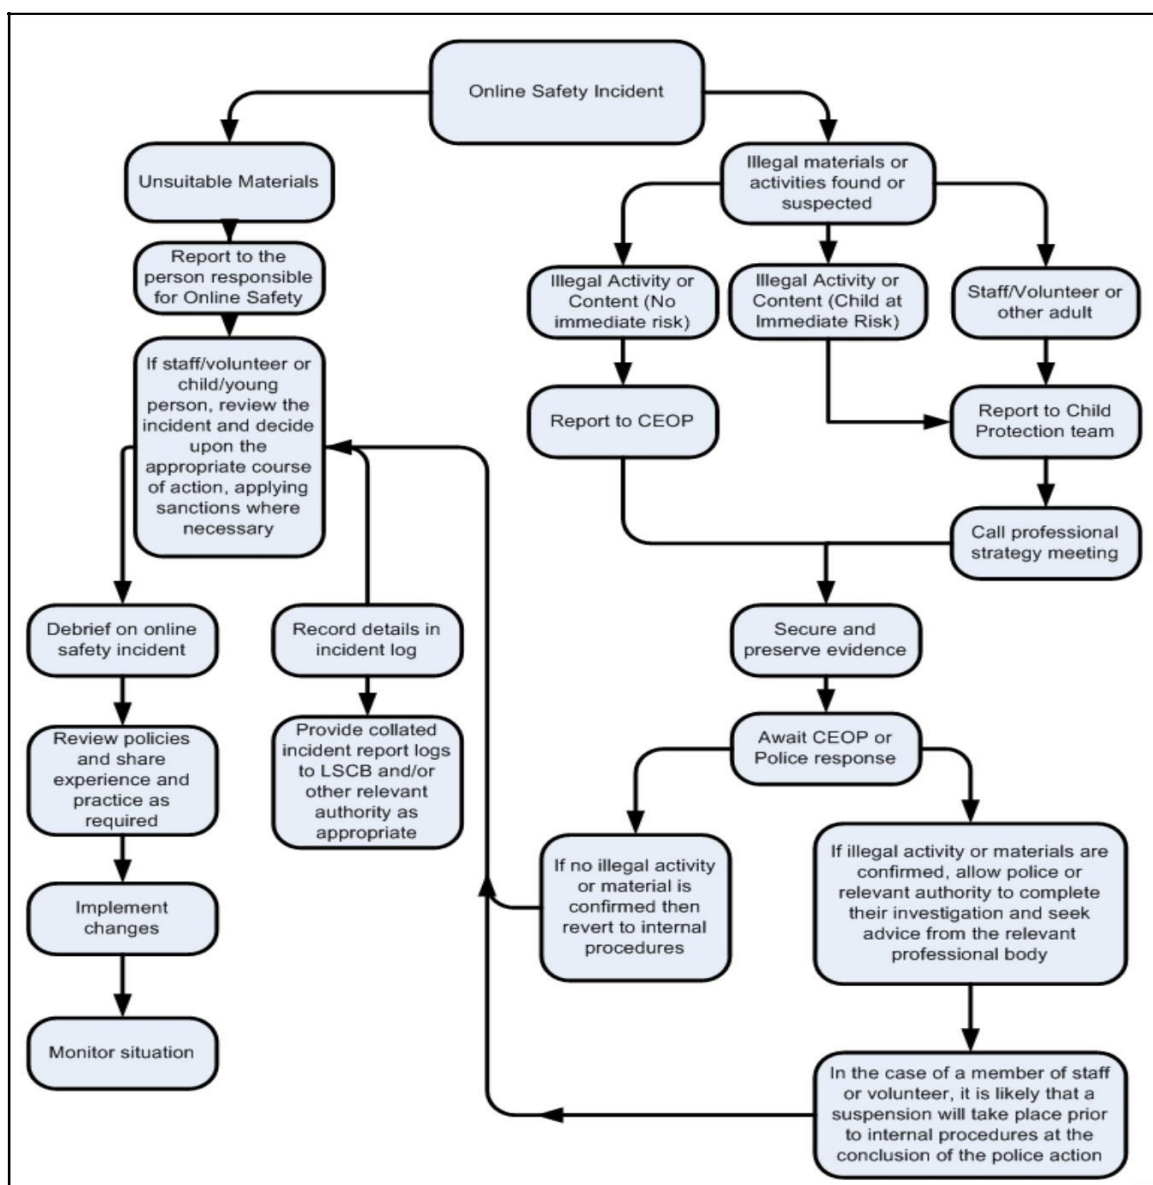 Online Safety Incident
Unsuitable Materials
Report to the
person responsible
for Online Safety
If staff/volunteer or
child/young
person, review the
incident and decide
upon the
appropriate course
of action, applying
sanctions where
necessary
Debrief on online
safety incident
Review policies
and share
experience and
practice as
required
Implement
changes
Monitor situation
Record details in
incident log
Provide collated
incident report logs
to LSCB and/or
other relevant
authority as
appropriate
Illegal materials or
activities found or
suspected
Illegal Activity or
Content (No
immediate risk)
Illegal Activity or
Content (Child at
Immediate Risk)
Staff/Volunteer or
other adult
Report to CEOP
Report to Child
Protection team
Call professional
strategy meeting
Secure and
preserve evidence
Await CEOP or
Police response
If no illegal activity
or material is
confirmed then
revert to internal
procedures
If illegal activity or materials are
confirmed, allow police or
relevant authority to complete
their investigation and seek
advice from the relevant
professional body
In the case of a member of staff
or volunteer, it is likely that a
suspension will take place prior
to internal procedures at the
conclusion of the police action